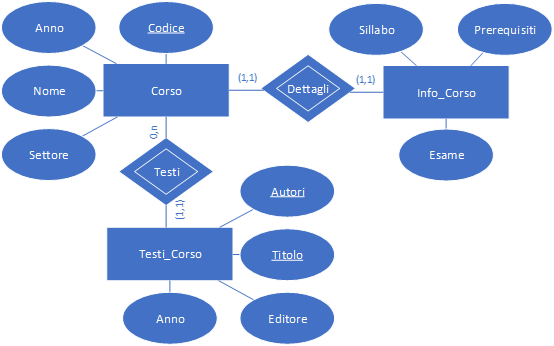 Anno
Codice
Sillabo
Prerequisiti
Nome
Corso
(1,1)
Dettagli
(1,1)
Info_Corso
Settore
0,n
Esame
Testi
(1,1)
Autori
Testi_Corso
Titolo
Anno
Editore